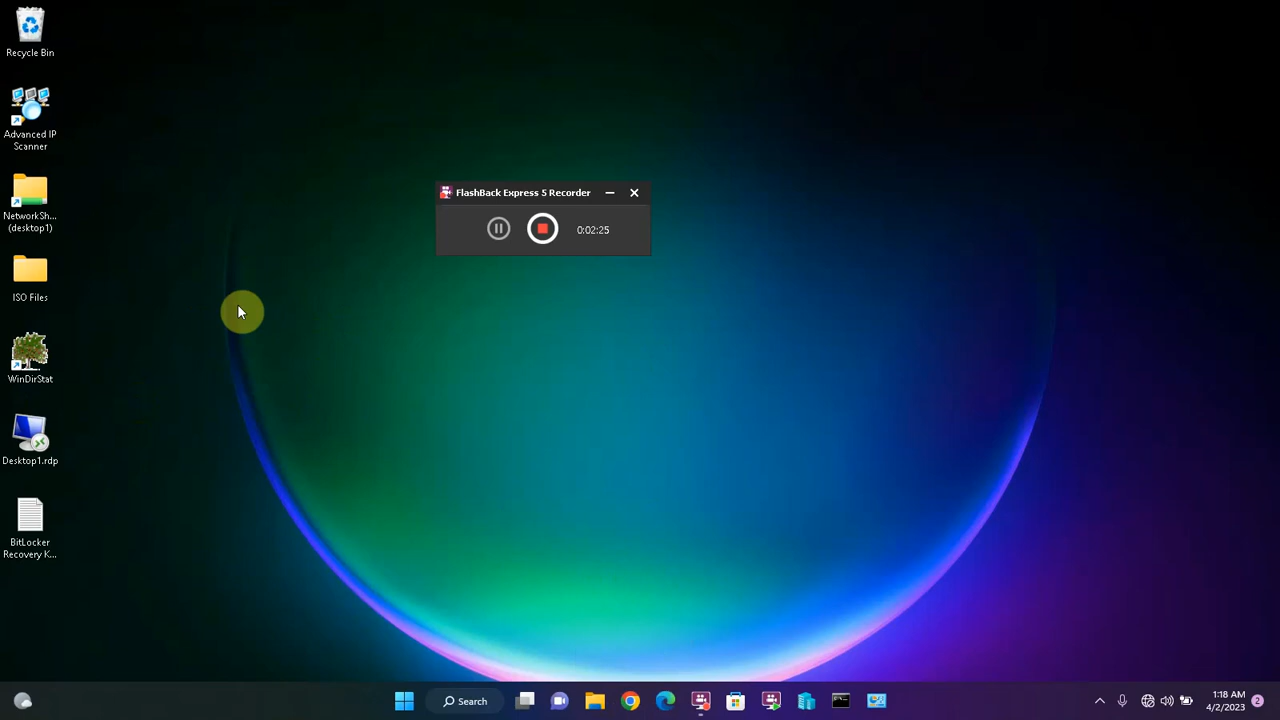 Recycle Bin
Advanced IP
Scanner
NetworkSh...
(desktop1)
ISO Files
WinDirStat
Desktop1.rdp
BitLocker
Recovery K...
FlashBack Express 5 Recorder
0:02:25
Search
1:18 AM
4/2/2023
2